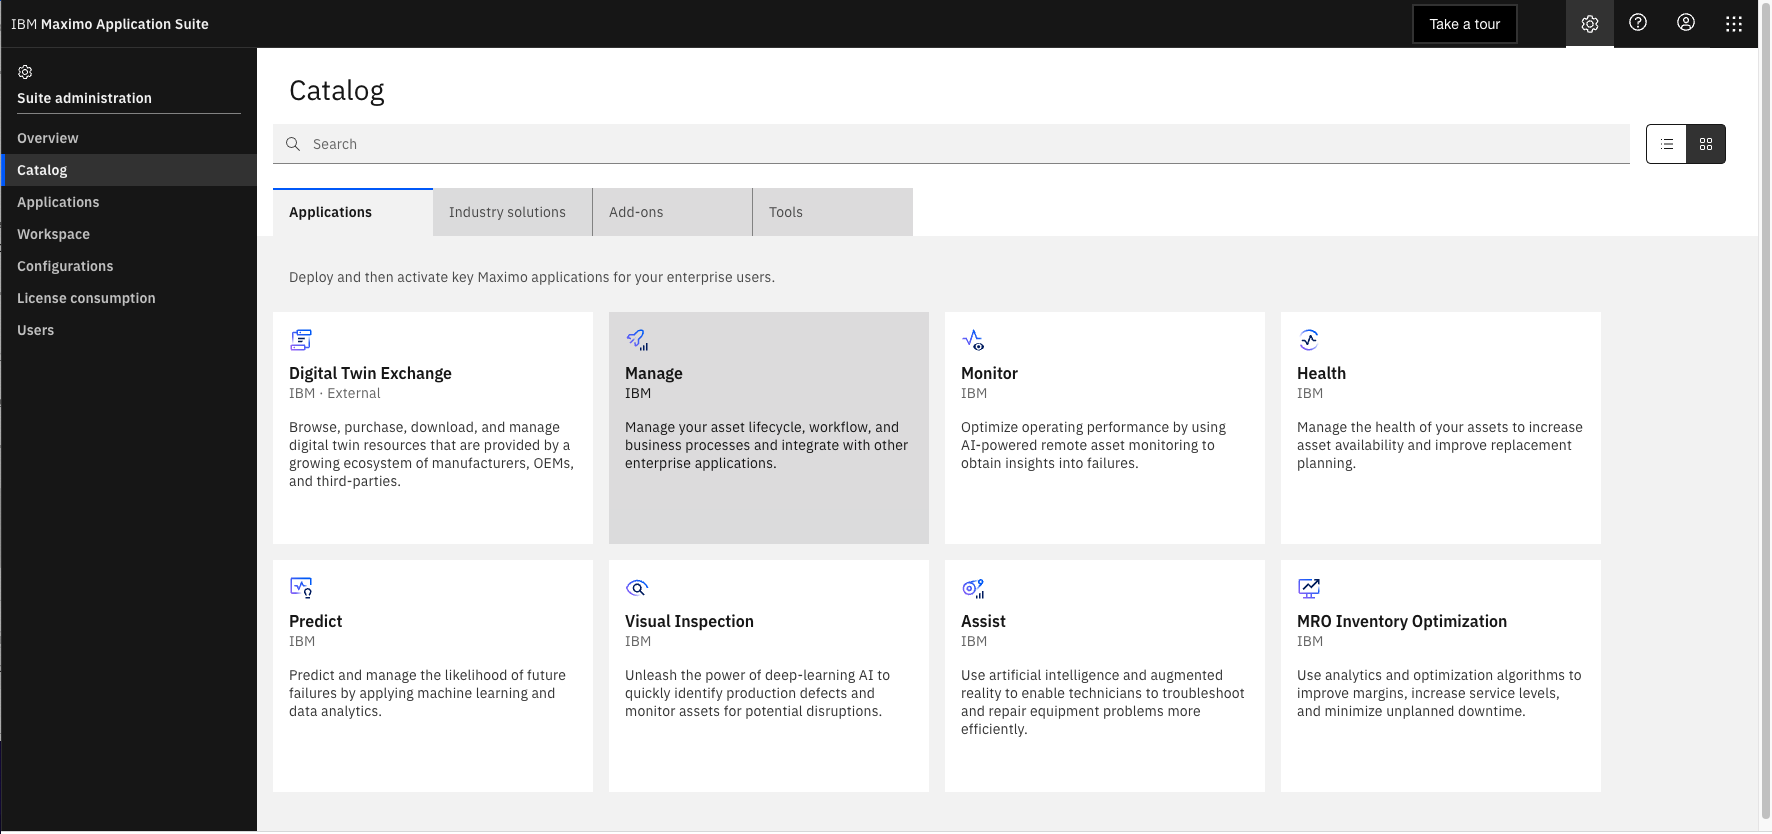 IBM Maximo Application Suite
Take a tour
Suite administration
Overview
Catalog
Applications
Workspace
Configurations
License consumption
Users
Catalog
Search
Applications
Industry solutions
Add-ons
Tools
Deploy and then activate key Maximo applications for your enterprise users.
Digital Twin Exchange
IBM · External
Browse, purchase, download, and manage
digital twin resources that are provided by a
growing ecosystem of manufacturers, OEMs,
and third-parties.
Manage
IBM
Manage your asset lifecycle, workflow, and
business processes and integrate with other
enterprise applications.
Monitor
IBM
Optimize operating performance by using
AI-powered remote asset monitoring to
obtain insights into failures.
Health
IBM
Manage the health of your assets to increase
asset availability and improve replacement
planning.
Predict
IBM
Predict and manage the likelihood of future
failures by applying machine learning and
data analytics.
Visual Inspection
IBM
Unleash the power of deep-learning AI to
quickly identify production defects and
monitor assets for potential disruptions.
Assist
IBM
Use artificial intelligence and augmented
reality to enable technicians to troubleshoot
and repair equipment problems more
efficiently.
MRO Inventory Optimization
IBM
Use analytics and optimization algorithms to
improve margins, increase service levels,
and minimize unplanned downtime.